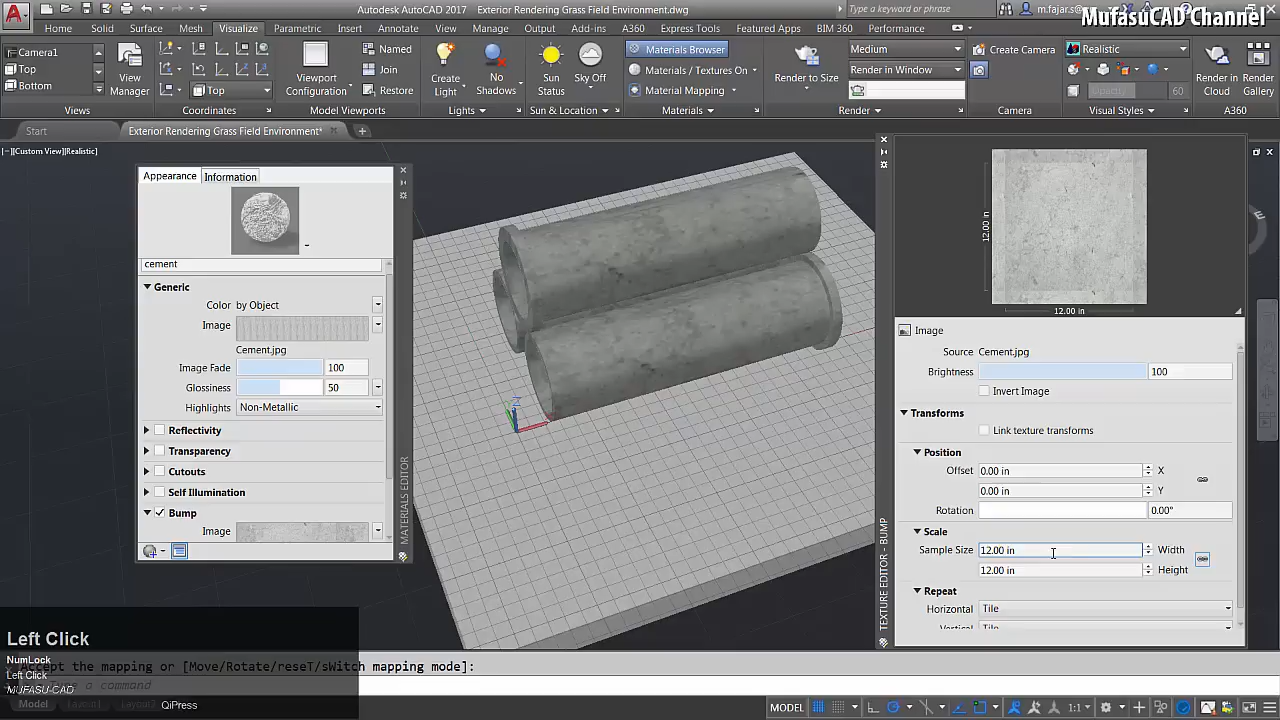 Autodesk AutoCAD 2017 Exterior Rendering Grass Field Environment.dwg
Type a keyword or phrase
m.fajar.s
MufasuCAD Channel
Home Solid Surface Mesh Visualize Parametric Insert Annotate View Manage Output Add-ins A360 Express Tools Featured Apps BIM 360 Performance
Camera1
Top
Bottom
View Manager
Views
Top
Coordinates
Viewport Configuration
Named
Join
Restore
Model Viewports
Create Light
No Shadows
Lights
Sun Status
Sky Off
Sun & Location
Materials Browser
Materials / Textures On
Material Mapping
Materials
Render to Size
Medium
Render in Window
Render
Create Camera
Camera
Realistic
Opacity 60
Visual Styles
Render in Cloud
Render Gallery
A360
Start
Exterior Rendering Grass Field Environment*
[−][Custom View][Realistic]
Appearance Information
cement
Generic
Color by Object
Image
Cement.jpg
Image Fade 100
Glossiness 50
Highlights Non-Metallic
Reflectivity
Transparency
Cutouts
Self Illumination
Bump
Image
MATERIALS EDITOR
Z
E
12.00 in
12.00 in
Image
Source Cement.jpg
Brightness 100
Invert Image
Transforms
Link texture transforms
Position
Offset 0.00 in X
0.00 in Y
Rotation 0.00°
Scale
Sample Size 12.00 in Width
12.00 in Height
Repeat
Horizontal Tile
Vertical Tile
TEXTURE EDITOR - BUMP
Left Click
NumLock
Left Click
MUFASU-CAD
QiPress
Accept the mapping or [Move/Rotate/reseT/sWitch mapping mode]:
Type a command
Model Layout1 Layout2
MODEL
1:1